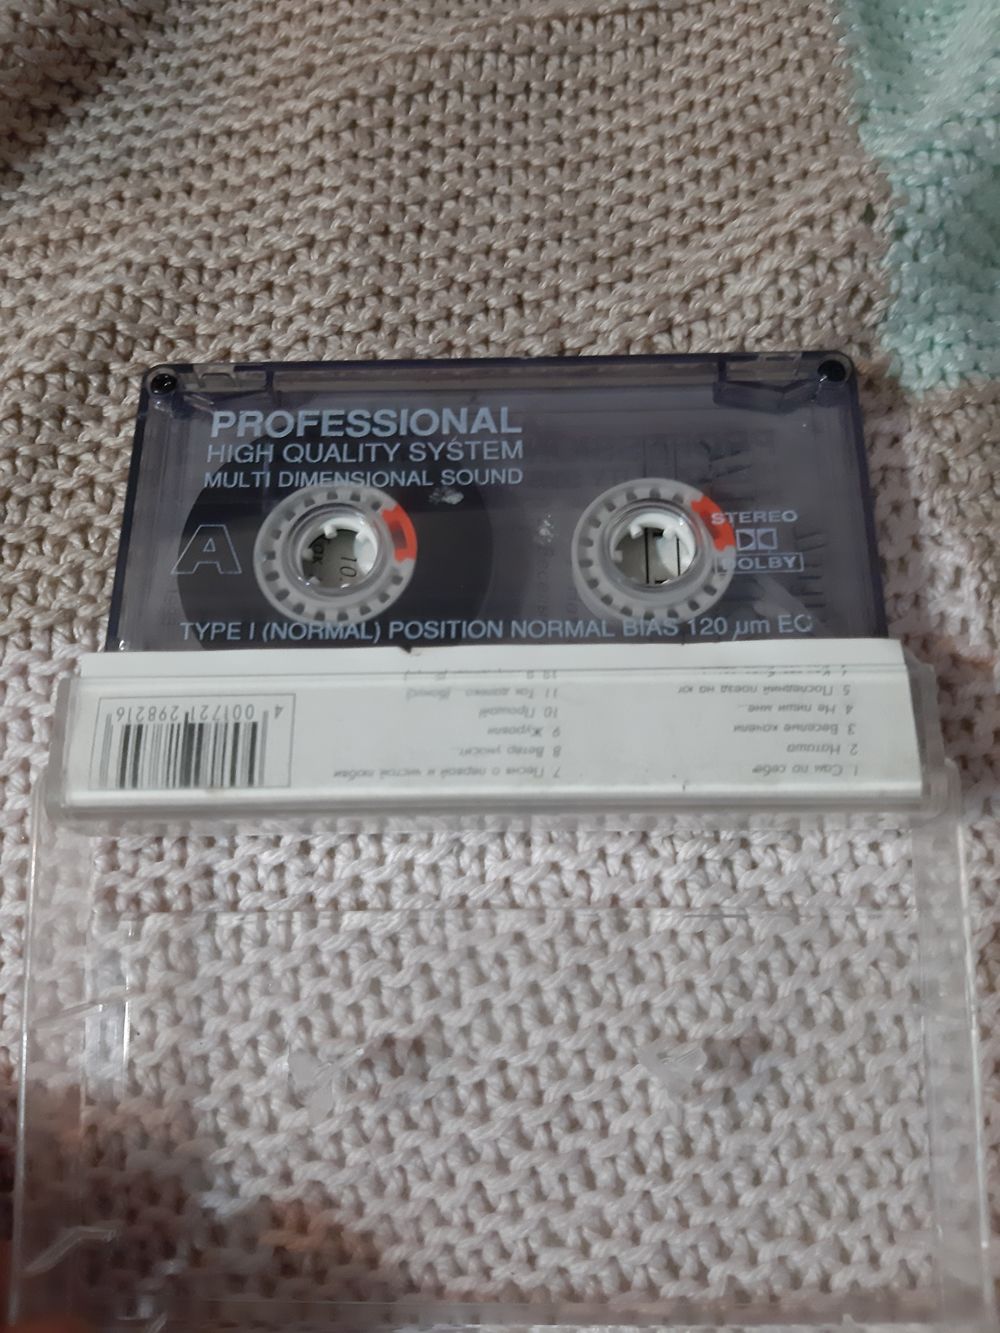 PROFESSIONAL
HIGH QUALITY SYSTEM
MULTI DIMENSIONAL SOUND
A
STEREO
DOLBY
TYPE I (NORMAL) POSITION NORMAL BIAS 120 µm EC
1. Сам по себе
2. Наташа
3. Веселые качели
4. Не пиши мне...
5. Последний поезд на юг
7. Песня о первой и чистой любви
8. Ветер уносит...
9. Журавли
10. Прощай
11. Так далеко (Бонус)
4 001721 298216